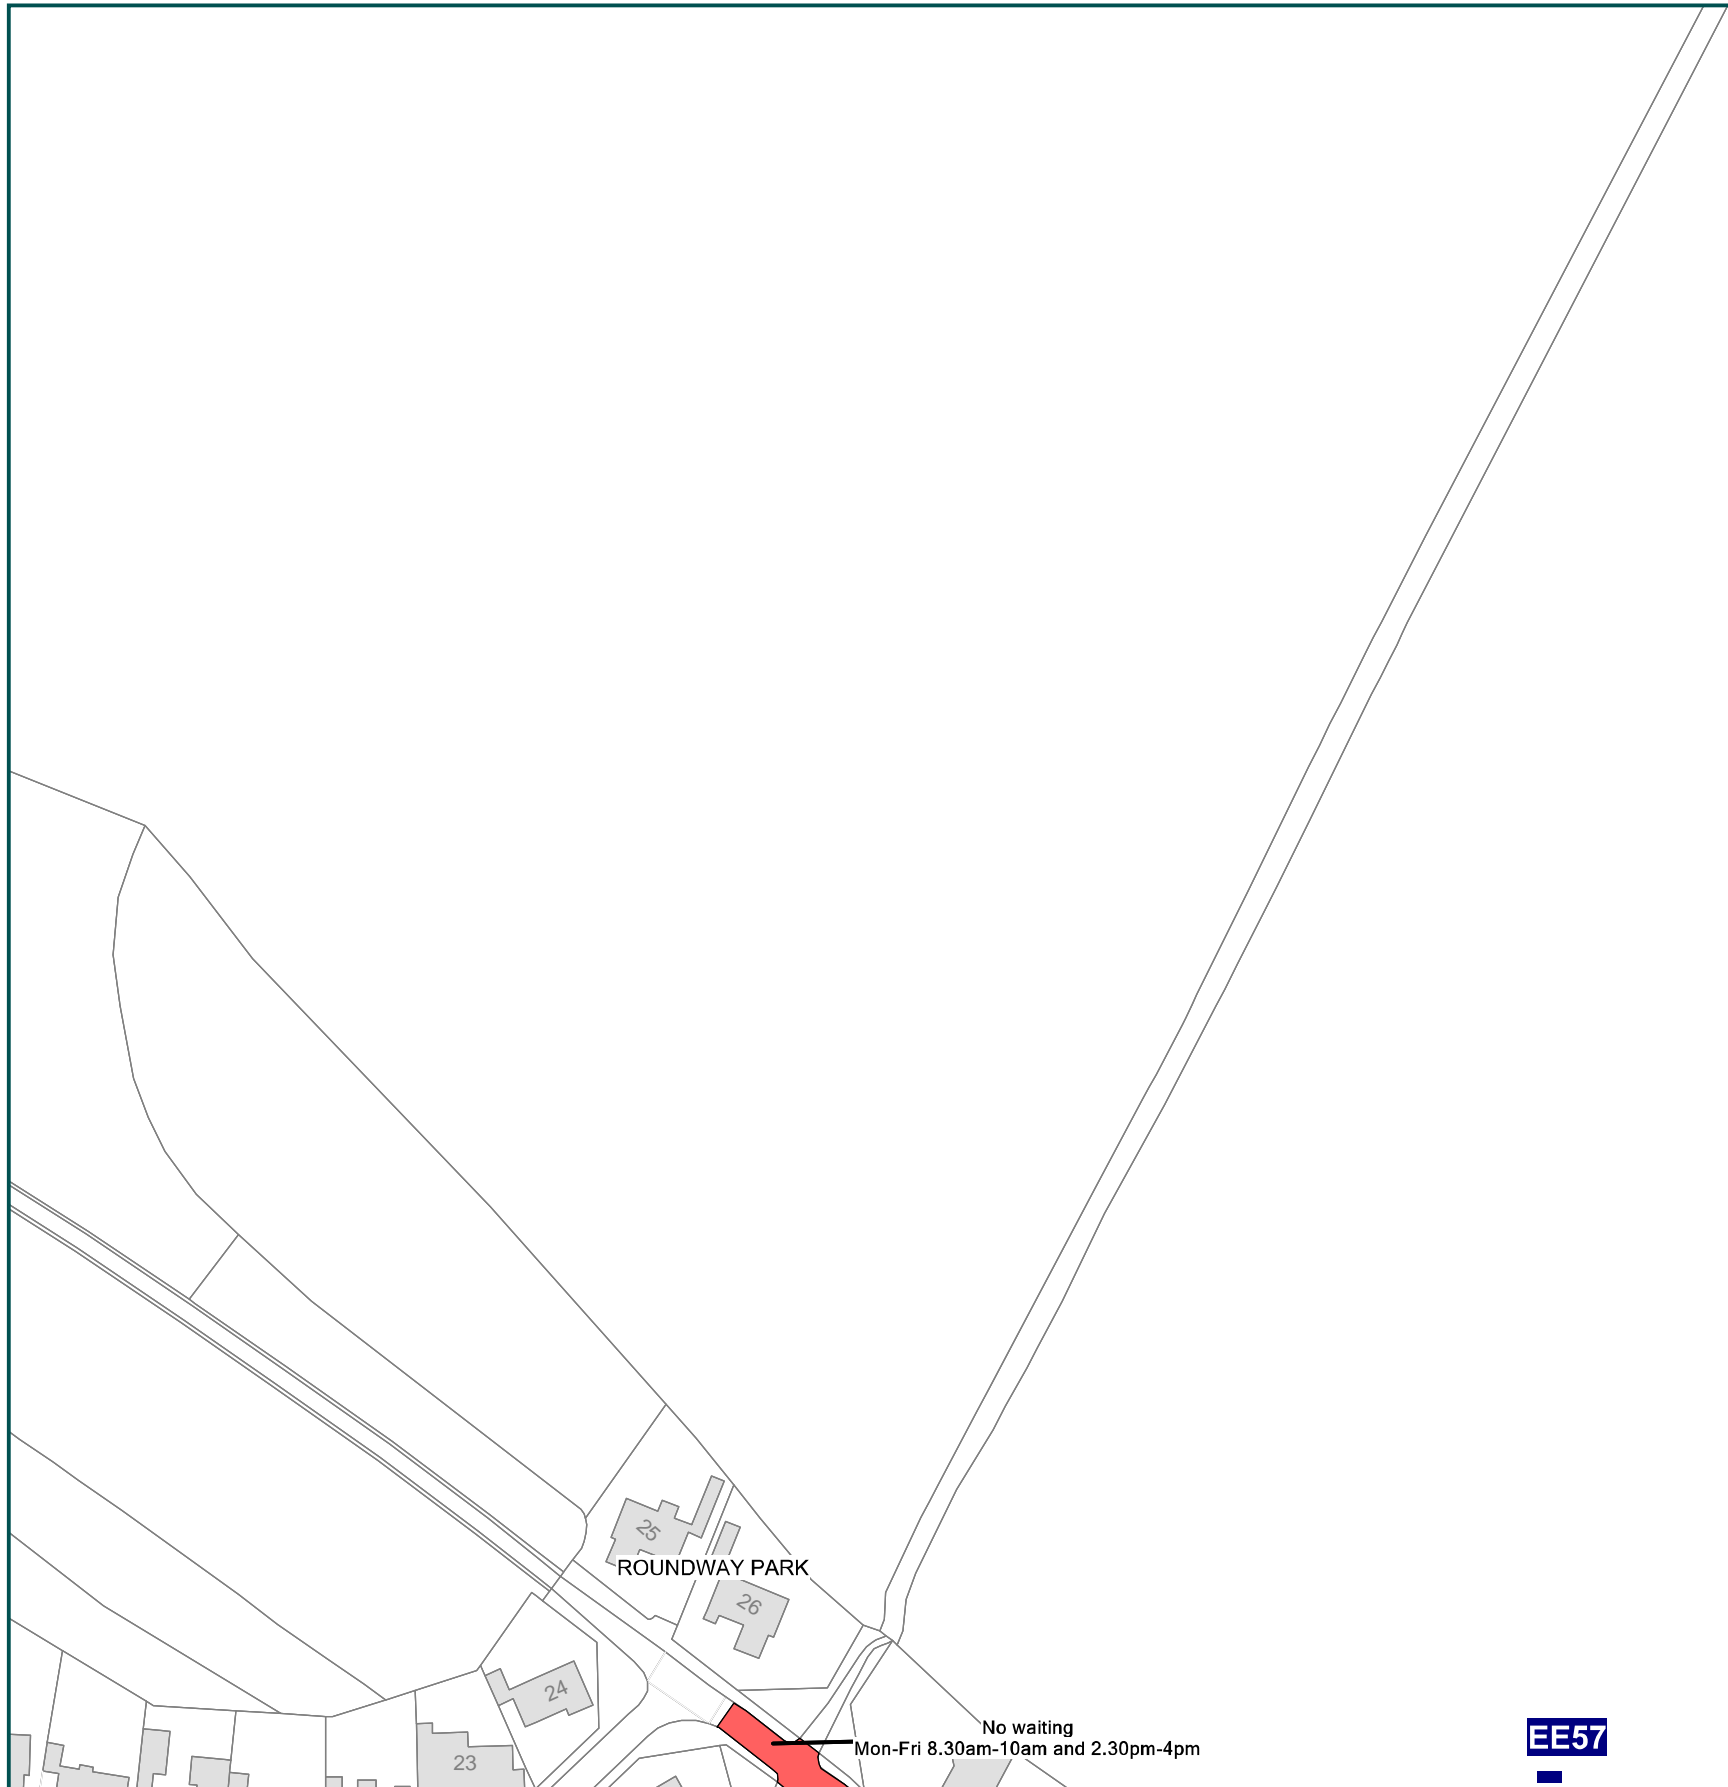 25
ROUNDWAY PARK
26
24
No waiting
Mon-Fri 8.30am-10am and 2.30pm-4pm
EE57
23